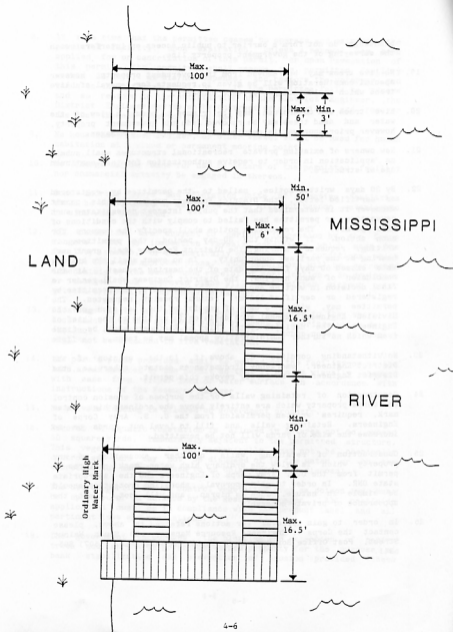 Max.
100'
Max.
6'
Min.
3'
Min.
50'
Max.
100'
MISSISSIPPI
Max.
6'
LAND
Max.
16.5'
RIVER
Min.
50'
Max.
100'
Ordinary High
Water Mark
Max.
16.5'
4-6